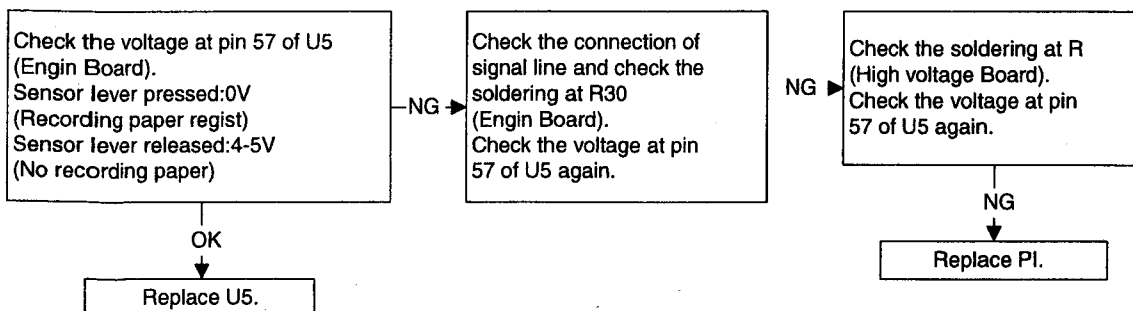 Check the voltage at pin 57 of U5
(Engin Board).
Sensor lever pressed:0V
(Recording paper regist)
Sensor lever released:4-5V
(No recording paper)
NG
Check the connection of
signal line and check the
soldering at R30
(Engin Board).
Check the voltage at pin
57 of U5 again.
NG
Check the soldering at R
(High voltage Board).
Check the voltage at pin
57 of U5 again.
OK
Replace U5.
NG
Replace PI.